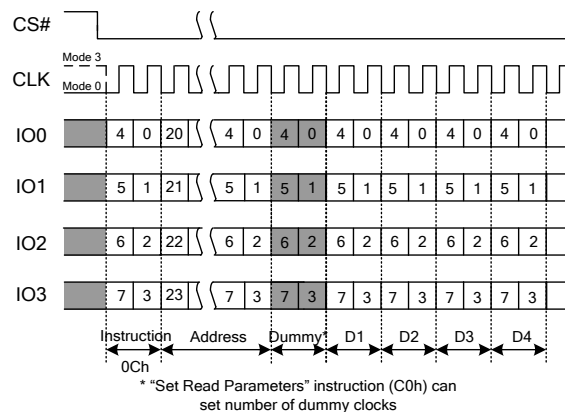 CS#
Mode 3
CLK
Mode 0
IO0 4 0 20 4 0 4 0 4 0 4 0 4 0 4 0
IO1 5 1 21 5 1 5 1 5 1 5 1 5 1 5 1
IO2 6 2 22 6 2 6 2 6 2 6 2 6 2 6 2
IO3 7 3 23 7 3 7 3 7 3 7 3 7 3 7 3
Instruction Address Dummy* D1 D2 D3 D4
0Ch
* "Set Read Parameters" instruction (C0h) can
set number of dummy clocks